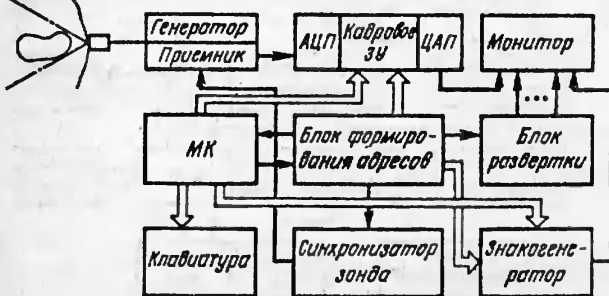 Генератор
Приемник
АЦП
Кадровое
ЗУ
ЦАП
Монитор
МК
Блок формиро-
вания адресов
Блок
развертки
Клавиатура
Синхронизатор
зонда
Знакогене-
ратор